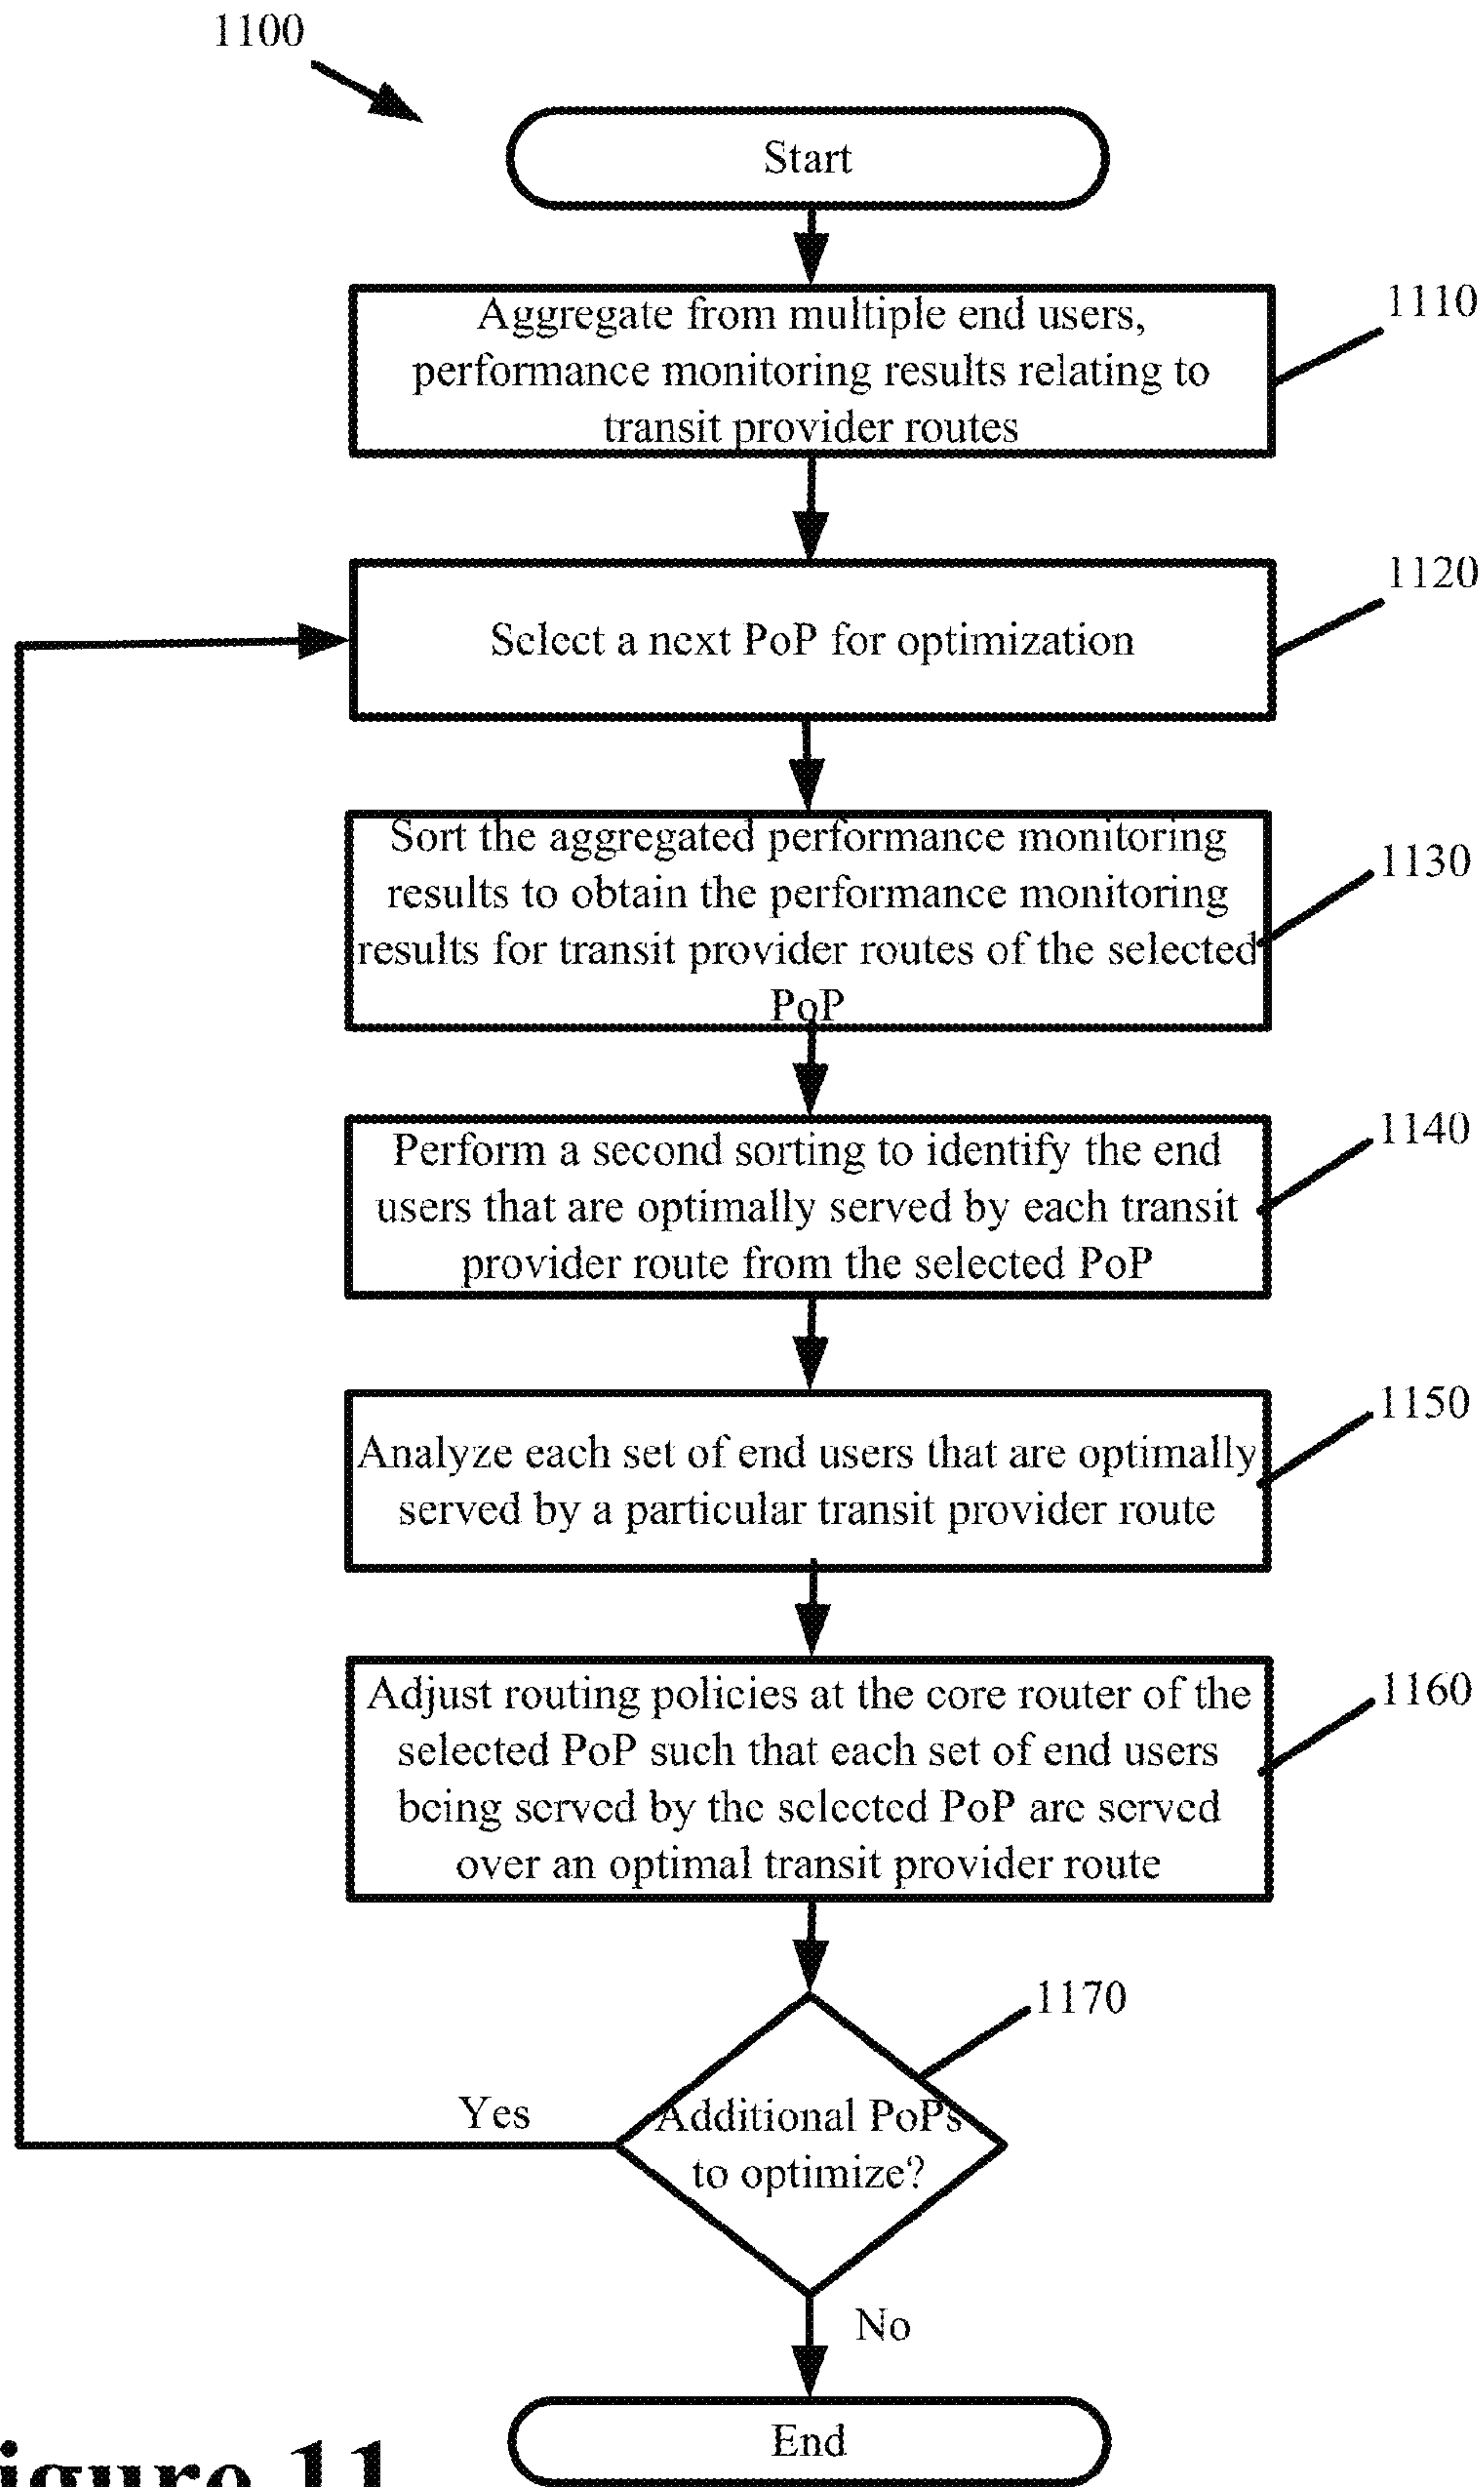 1100
Start
Aggregate from multiple end users,
performance monitoring results relating to
transit provider routes
1110
Select a next PoP for optimization
1120
Sort the aggregated performance monitoring
results to obtain the performance monitoring
results for transit provider routes of the selected
PoP
1130
Perform a second sorting to identify the end
users that are optimally served by each transit
provider route from the selected PoP
1140
Analyze each set of end users that are optimally
served by a particular transit provider route
1150
Adjust routing policies at the core router of the
selected PoP such that each set of end users
being served by the selected PoP are served
over an optimal transit provider route
1160
Additional PoPs
to optimize?
1170
Yes
No
End
igure 11